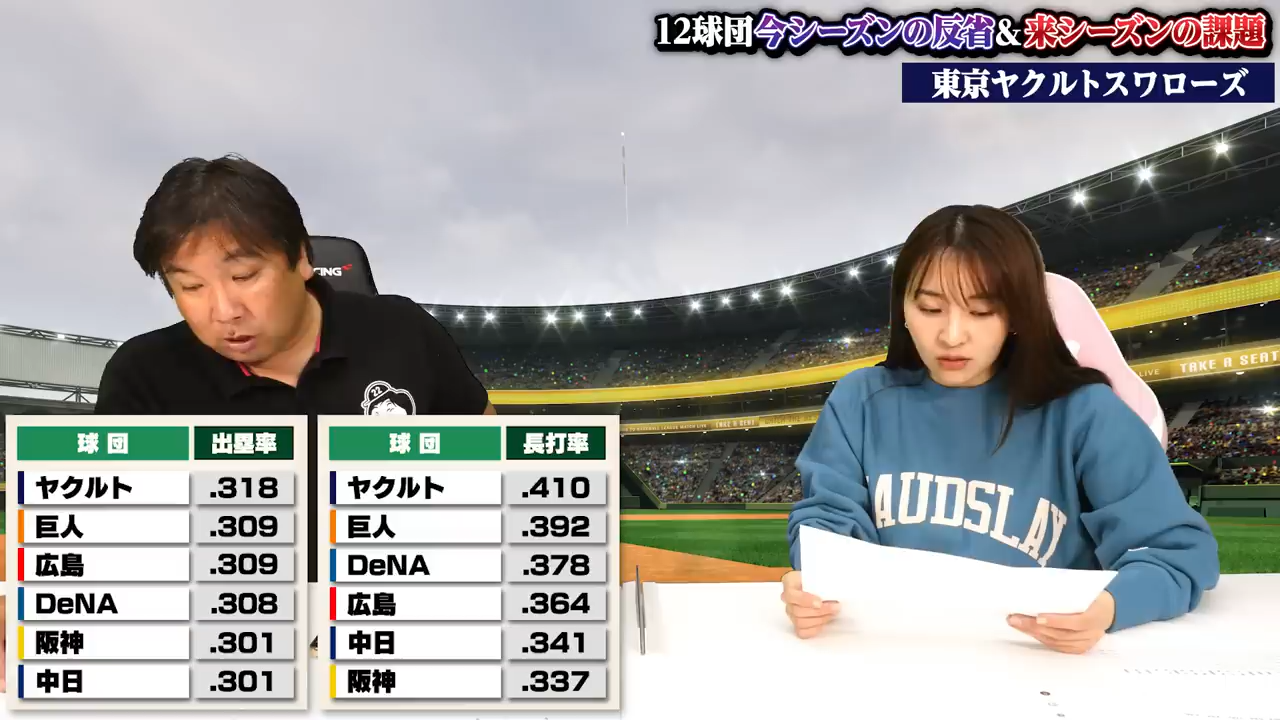 12球団今シーズンの反省&来シーズンの課題
東京ヤクルトスワローズ
CING
LIVE TAKE A SEAT
TAKE A SEAT
AUDSLAY
球団 出塁率
ヤクルト .318
巨人 .309
広島 .309
DeNA .308
阪神 .301
中日 .301
球団 長打率
ヤクルト .410
巨人 .392
DeNA .378
広島 .364
中日 .341
阪神 .337